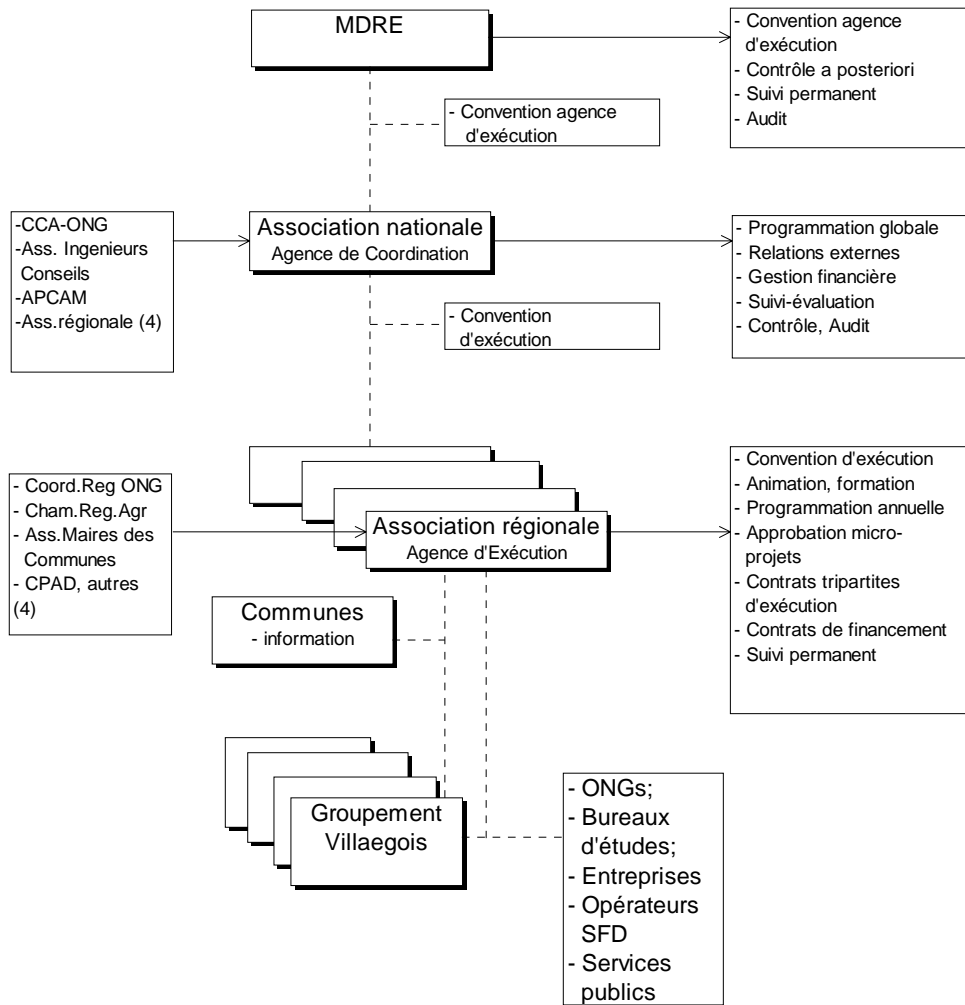 MDRE
- Convention agence
d'exécution
- Contrôle a posteriori
- Suivi permanent
- Audit
- Convention agence
d'exécution
-CCA-ONG
-Ass. Ingenieurs
Conseils
-APCAM
-Ass.régionale (4)
Association nationale
Agence de Coordination
- Programmation globale
- Relations externes
- Gestion financière
- Suivi-évaluation
- Contrôle, Audit
- Convention
d'exécution
- Coord.Reg ONG
- Cham.Reg.Agr
- Ass.Maires des
Communes
- CPAD, autres
(4)
Association régionale
Agence d'Exécution
- Convention d'exécution
- Animation, formation
- Programmation annuelle
- Approbation micro-
projets
- Contrats tripartites
d'exécution
- Contrats de financement
- Suivi permanent
Communes
- information
Groupement
Villaegois
- ONGs;
- Bureaux
d'études;
- Entreprises
- Opérateurs
SFD
- Services
publics